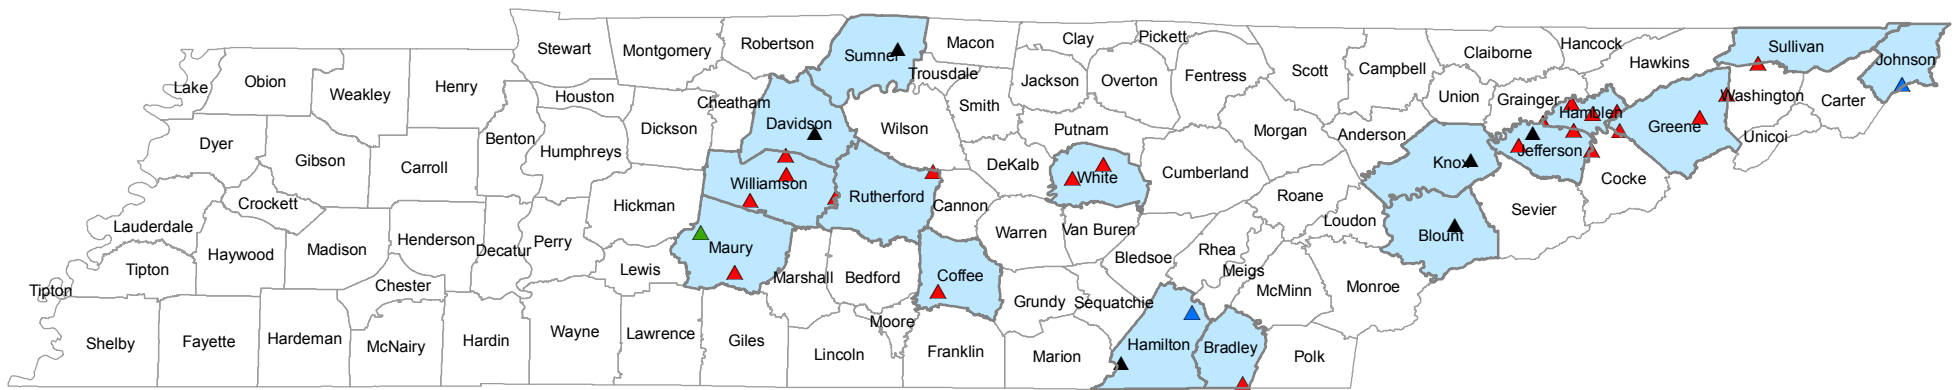 Lake
Obion
Weakley
Henry
Stewart
Montgomery
Robertson
Sumner
Macon
Clay
Pickett
Trousdale
Jackson
Overton
Fentress
Scott
Campbell
Claiborne
Hancock
Hawkins
Sullivan
Johnson
Houston
Cheatham
Smith
Union
Grainger
Hamblen
Washington
Carter
Dyer
Gibson
Carroll
Benton
Humphreys
Dickson
Davidson
Wilson
Putnam
Morgan
Anderson
Greene
Unicoi
DeKalb
White
Cumberland
Knox
Jefferson
Cocke
Lauderdale
Crockett
Haywood
Madison
Henderson
Decatur
Perry
Hickman
Williamson
Rutherford
Cannon
Warren
Van Buren
Roane
Loudon
Blount
Sevier
Tipton
Tipton
Chester
Lewis
Maury
Marshall
Bedford
Coffee
Grundy
Bledsoe
Sequatchie
Rhea
Meigs
McMinn
Monroe
Shelby
Fayette
Hardeman
McNairy
Hardin
Wayne
Lawrence
Giles
Lincoln
Moore
Franklin
Marion
Hamilton
Bradley
Polk